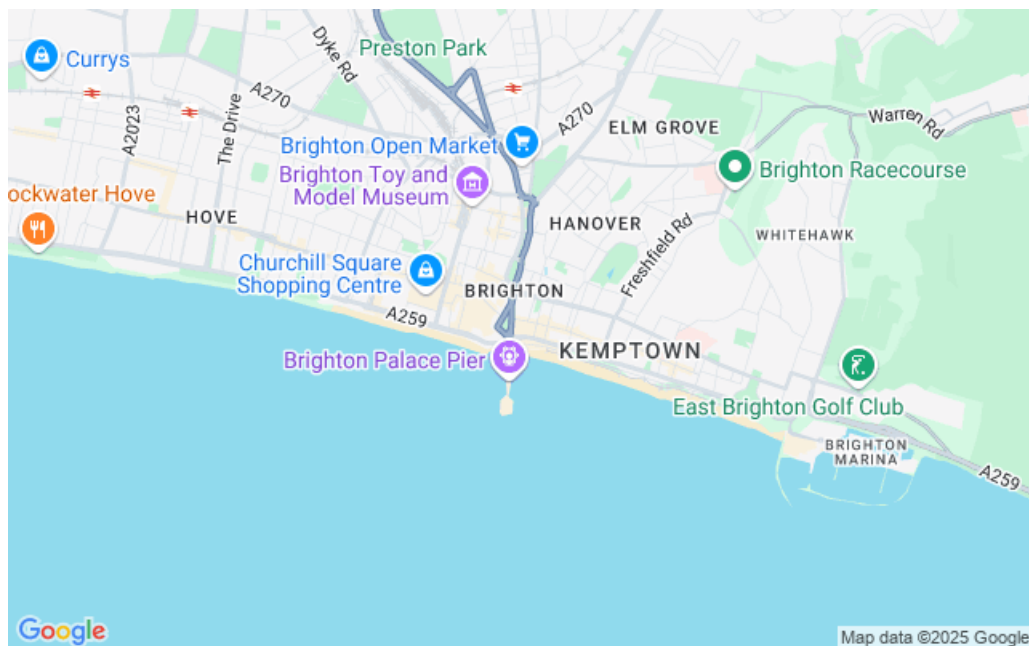 Preston Park
Dyke Rd
Currys
A270
A2023
The Drive
A270
Warren Rd
ELM GROVE
Brighton Open Market
Brighton Toy and
Model Museum
Brighton Racecourse
ockwater Hove
HOVE
HANOVER
Freshfield Rd
WHITEHAWK
Churchill Square
Shopping Centre
BRIGHTON
A259
Brighton Palace Pier
KEMPTOWN
East Brighton Golf Club
BRIGHTON
MARINA
A259
Google
Map data ©2025 Google